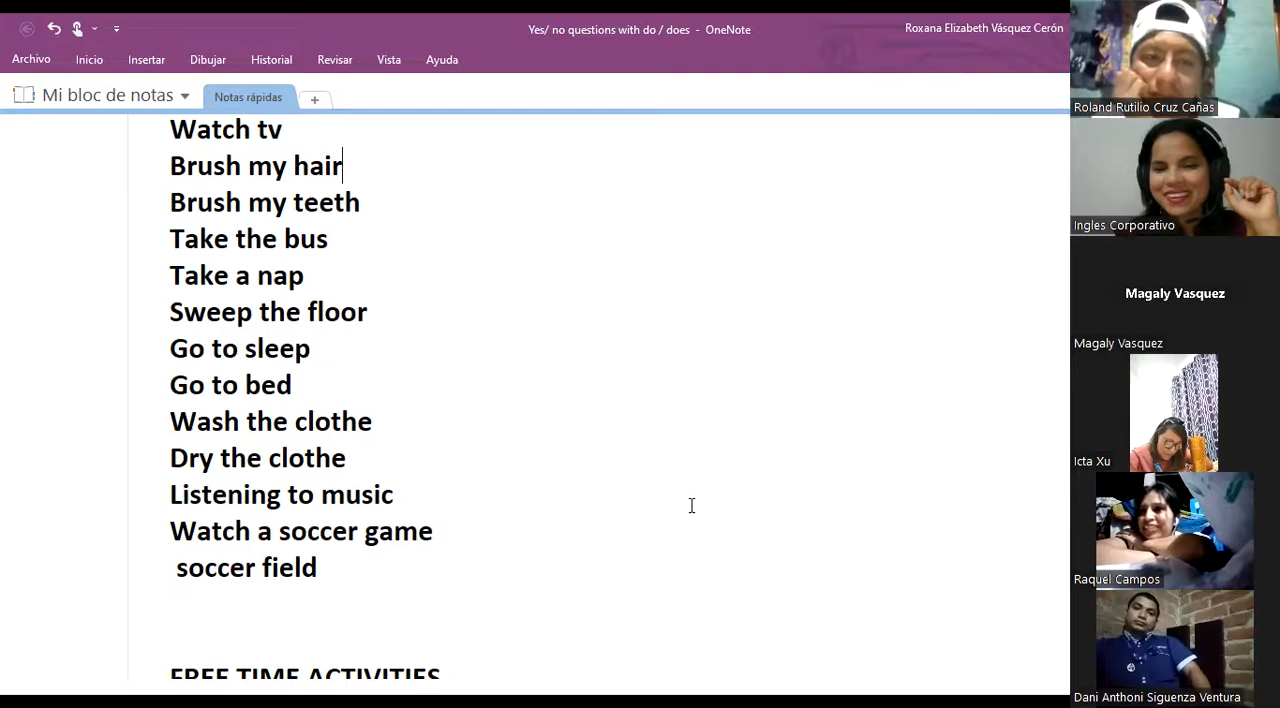 Yes/ no questions with do / does - OneNote
Roxana Elizabeth Vásquez Cerón
Archivo Inicio Insertar Dibujar Historial Revisar Vista Ayuda
Mi bloc de notas
Notas rápidas
Watch tv
Brush my hair
Brush my teeth
Take the bus
Take a nap
Sweep the floor
Go to sleep
Go to bed
Wash the clothe
Dry the clothe
Listening to music
Watch a soccer game
soccer field
FREE TIME ACTIVITIES
Roland Rutilio Cruz Cañas
Ingles Corporativo
Magaly Vasquez
Magaly Vasquez
Icta Xu
Raquel Campos
Dani Anthoni Siguenza Ventura